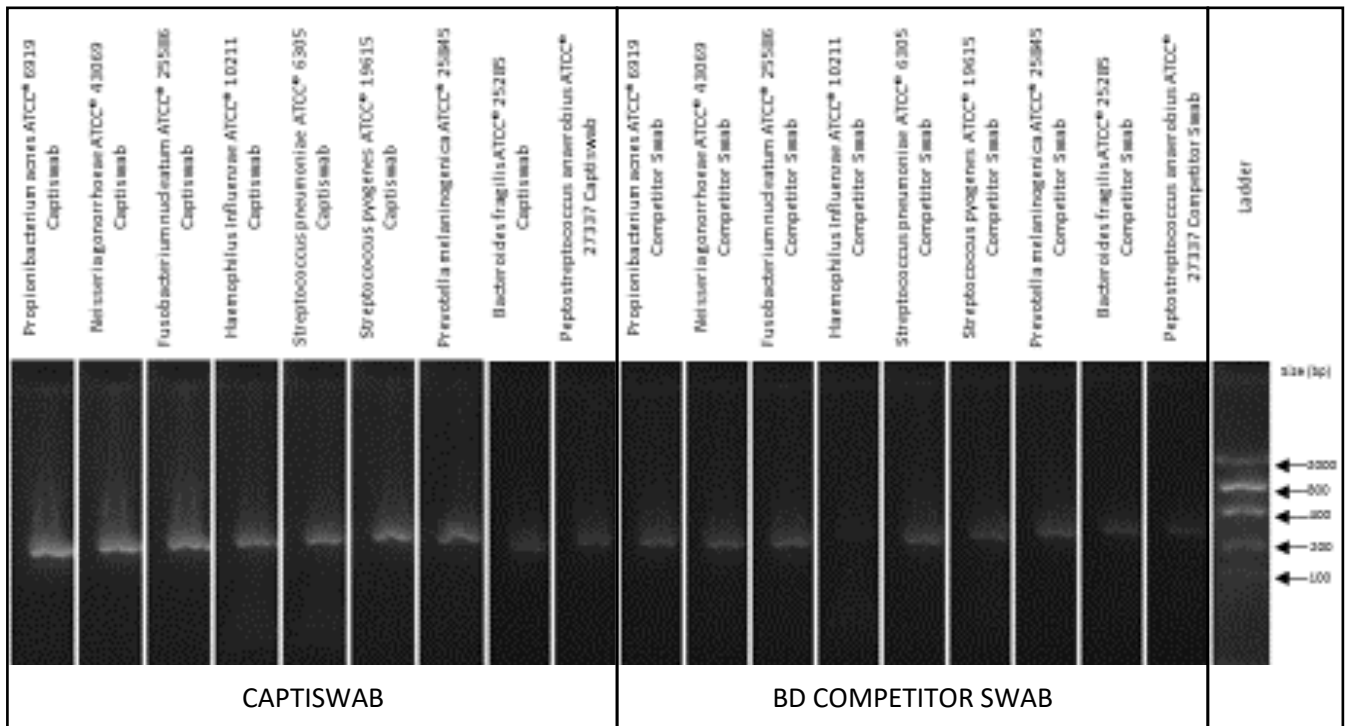 Propionibacterium acnes ATCC® 6919
Captiswab
Neisseria gonorrhoeae ATCC® 43069
Captiswab
Fusobacterium nucleatum ATCC® 25586
Captiswab
Haemophilus Influenzae ATCC® 10211
Captiswab
Streptococcus pneumoniae ATCC® 6305
Captiswab
Streptococcus pyogenes ATCC® 19615
Captiswab
Prevotella melaninogenica ATCC® 25845
Captiswab
Bacteroides fragilis ATCC® 25285
Captiswab
Peptostreptococcus anaerobius ATCC®
27337 Captiswab
Propionibacterium acnes ATCC® 6919
Competitor Swab
Neisseria gonorrhoeae ATCC® 43069
Competitor Swab
Fusobacterium nucleatum ATCC® 25586
Competitor Swab
Haemophilus Influenzae ATCC® 10211
Competitor Swab
Streptococcus pneumoniae ATCC® 6305
Competitor Swab
Streptococcus pyogenes ATCC® 19615
Competitor Swab
Prevotella melaninogenica ATCC® 25845
Competitor Swab
Bacteroides fragilis ATCC® 25285
Competitor Swab
Peptostreptococcus anaerobius ATCC®
27337 Competitor Swab
Ladder
Size (bp)
100
CAPTISWAB
BD COMPETITOR SWAB